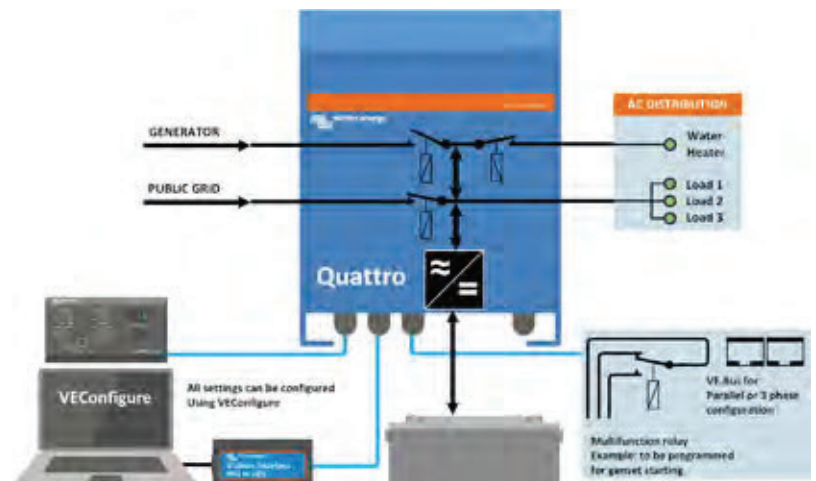 GENERATOR
PUBLIC GRID
victron energy
Quattro
AC DISTRIBUTION
Water
Heater
Load 1
Load 2
Load 3
VEConfigure
All settings can be configured
Using VEConfigure
VE.Bus for
Parallel or 3 phase
configuration
Multifunction relay
Example: to be programmed
for genset starting